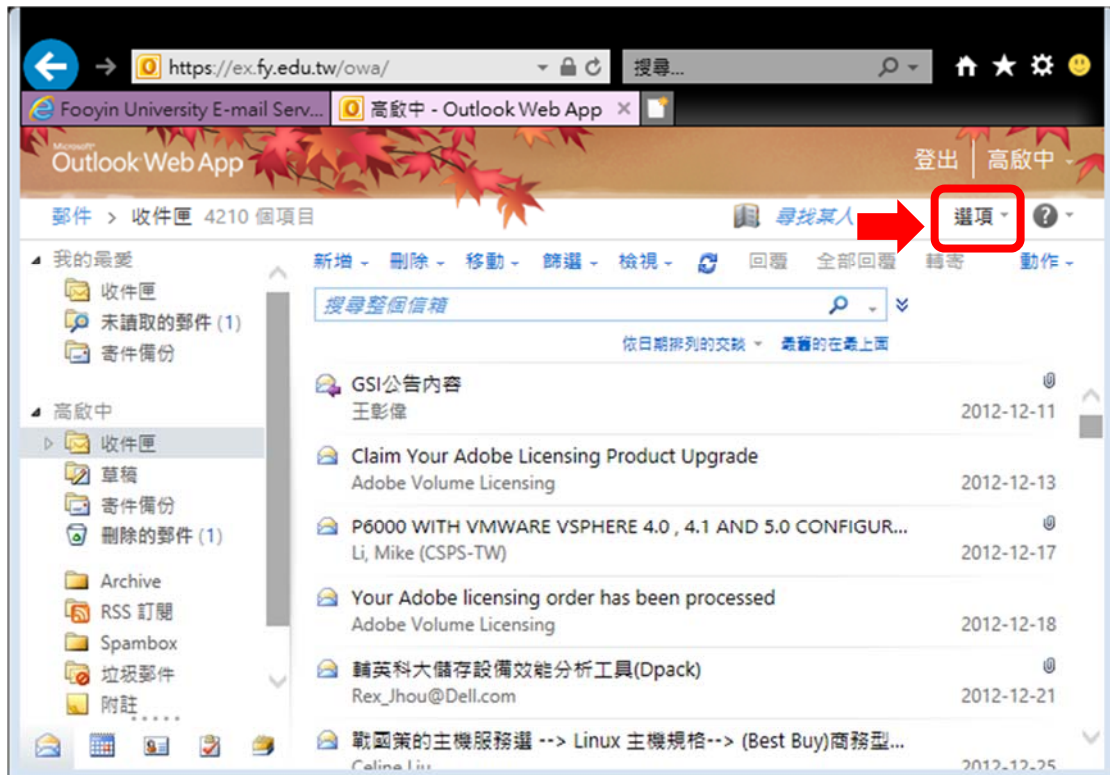 https://ex.fy.edu.tw/owa/
搜尋...
Fooyin University E-mail Serv...
高啟中 - Outlook Web App
Microsoft
Outlook Web App
登出
高啟中
郵件 > 收件匣 4210 個項目
尋找某人
選項
我的最愛
收件匣
未讀取的郵件 (1)
寄件備份
高啟中
收件匣
草稿
寄件備份
刪除的郵件 (1)
Archive
RSS 訂閱
Spambox
垃圾郵件
附註
新增 刪除 移動 篩選 檢視 回覆 全部回覆 轉寄 動作
搜尋整個信箱
依日期排列的交談 最舊的在最上面
GSI公告內容
王彰偉 2012-12-11
Claim Your Adobe Licensing Product Upgrade
Adobe Volume Licensing 2012-12-13
P6000 WITH VMWARE VSPHERE 4.0 , 4.1 AND 5.0 CONFIGUR...
Li, Mike (CSPS-TW) 2012-12-17
Your Adobe licensing order has been processed
Adobe Volume Licensing 2012-12-18
輔英科大儲存設備效能分析工具(Dpack)
Rex_Jhou@Dell.com 2012-12-21
戰國策的主機服務選 --> Linux 主機規格--> (Best Buy)商務型...
Celine Liu 2012-12-25